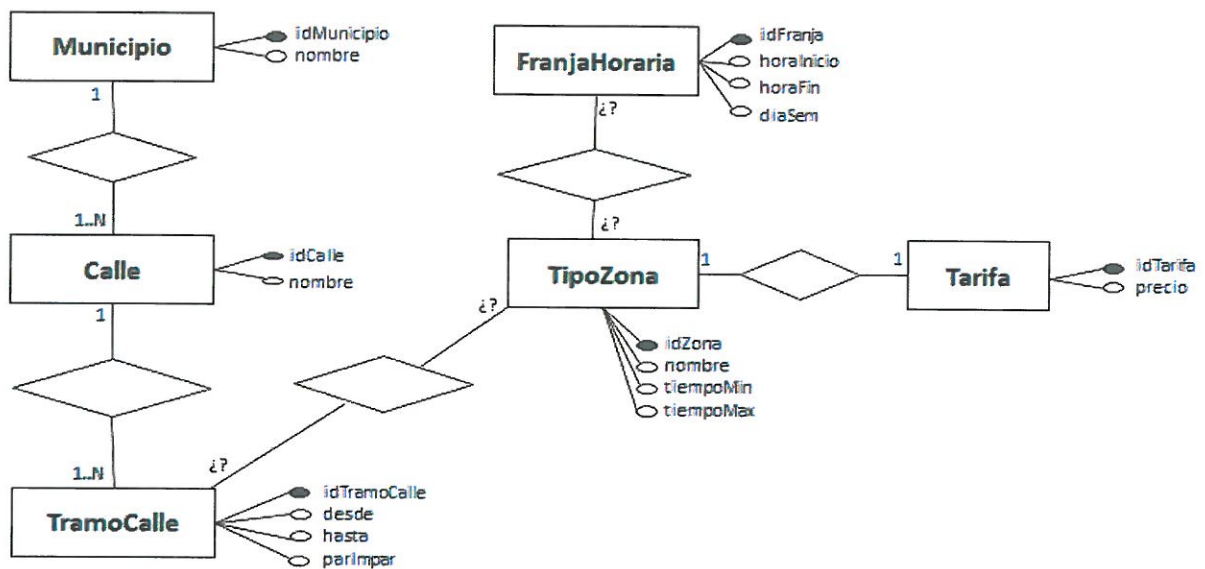 Municipio
idMunicipio
nombre
1
1..N
Calle
idCalle
nombre
1
1..N
TramoCalle
idTramoCalle
desde
hasta
parImpar
¿?
¿?
FranjaHoraria
idFranja
horaInicio
horaFin
diaSem
¿?
¿?
TipoZona
idZona
nombre
tiempoMin
tiempoMax
1
1
Tarifa
idTarifa
precio